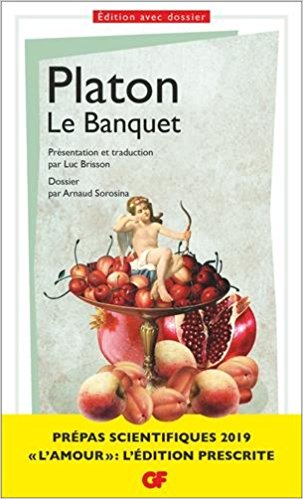 Édition avec dossier
Platon
Le Banquet
Présentation et traduction
par Luc Brisson
Dossier
par Arnaud Sorosina
PRÉPAS SCIENTIFIQUES 2019
« L'AMOUR » : L'ÉDITION PRESCRITE
GF